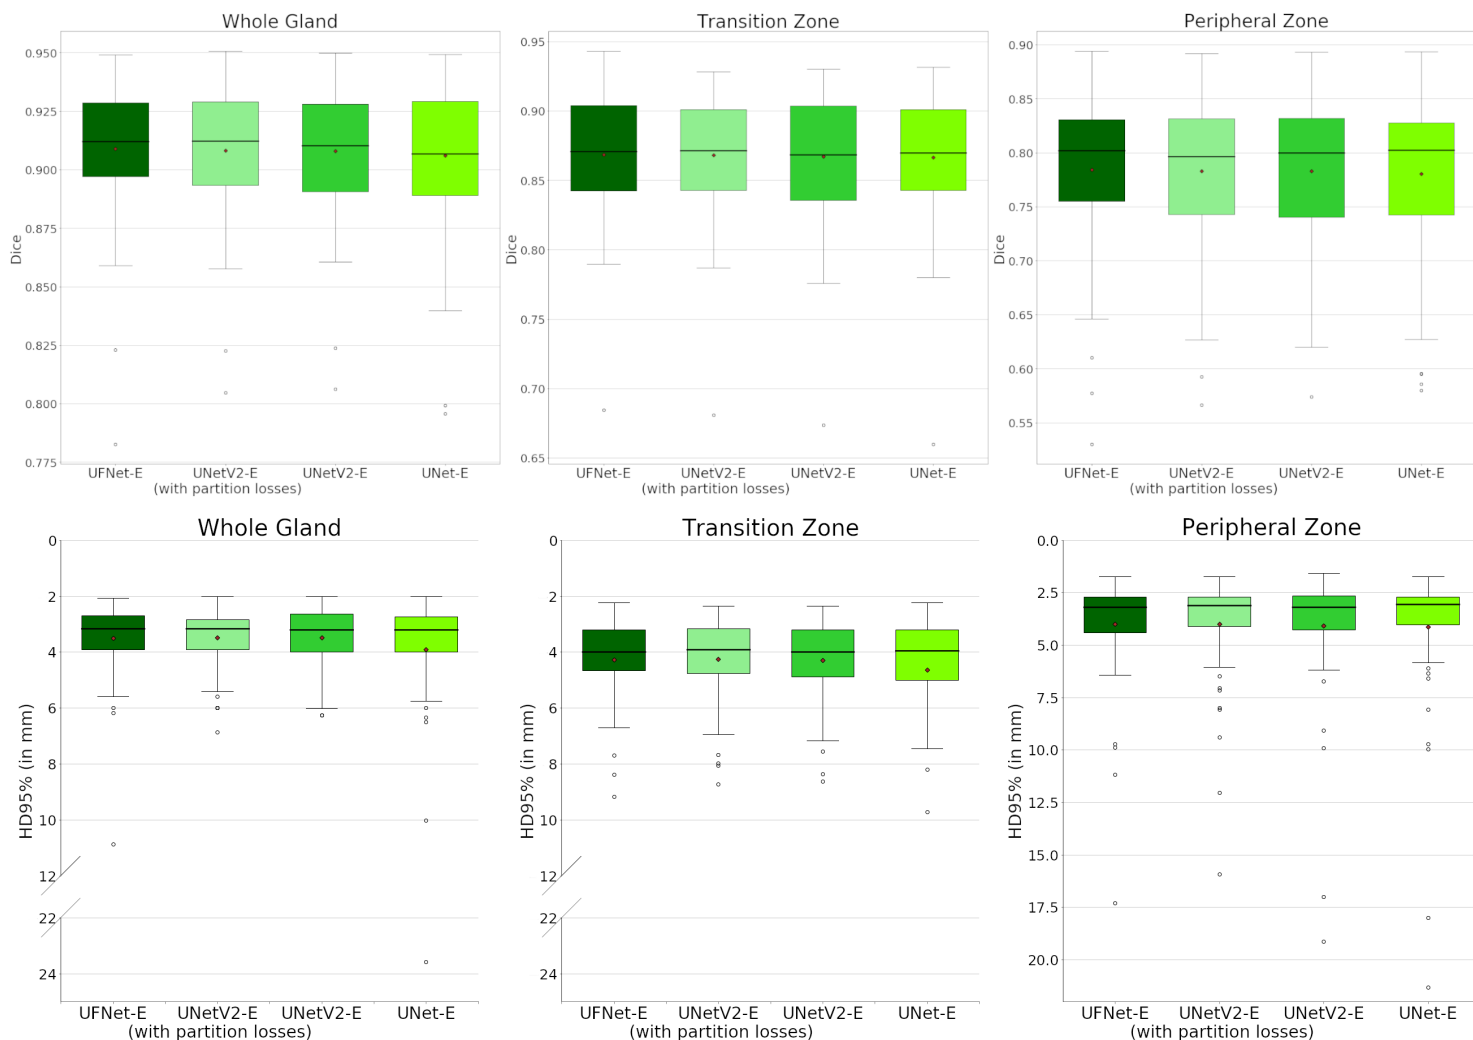 Whole Gland
Transition Zone
Peripheral Zone
Dice
0.950
0.925
0.900
0.875
0.850
0.825
0.800
0.775
UFNet-E UNetV2-E UNetV2-E UNet-E
(with partition losses)
Dice
0.95
0.90
0.85
0.80
0.75
0.70
0.65
UFNet-E UNetV2-E UNetV2-E UNet-E
(with partition losses)
Dice
0.90
0.85
0.80
0.75
0.70
0.65
0.60
0.55
UFNet-E UNetV2-E UNetV2-E UNet-E
(with partition losses)
Whole Gland
Transition Zone
Peripheral Zone
HD95% (in mm)
0
2
4
6
8
10
12
22
24
UFNet-E UNetV2-E UNetV2-E UNet-E
(with partition losses)
HD95% (in mm)
0
2
4
6
8
10
12
22
24
UFNet-E UNetV2-E UNetV2-E UNet-E
(with partition losses)
HD95% (in mm)
0.0
2.5
5.0
7.5
10.0
12.5
15.0
17.5
20.0
UFNet-E UNetV2-E UNetV2-E UNet-E
(with partition losses)